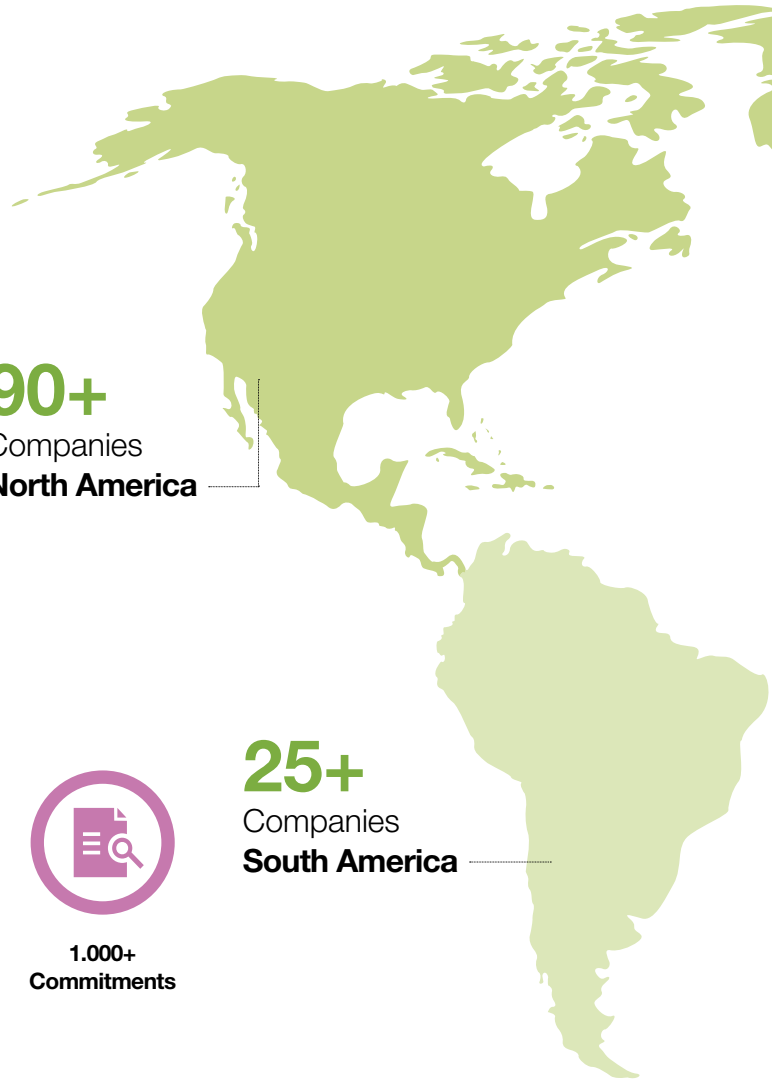 90+
Companies
North America
25+
Companies
South America
1.000+
Commitments